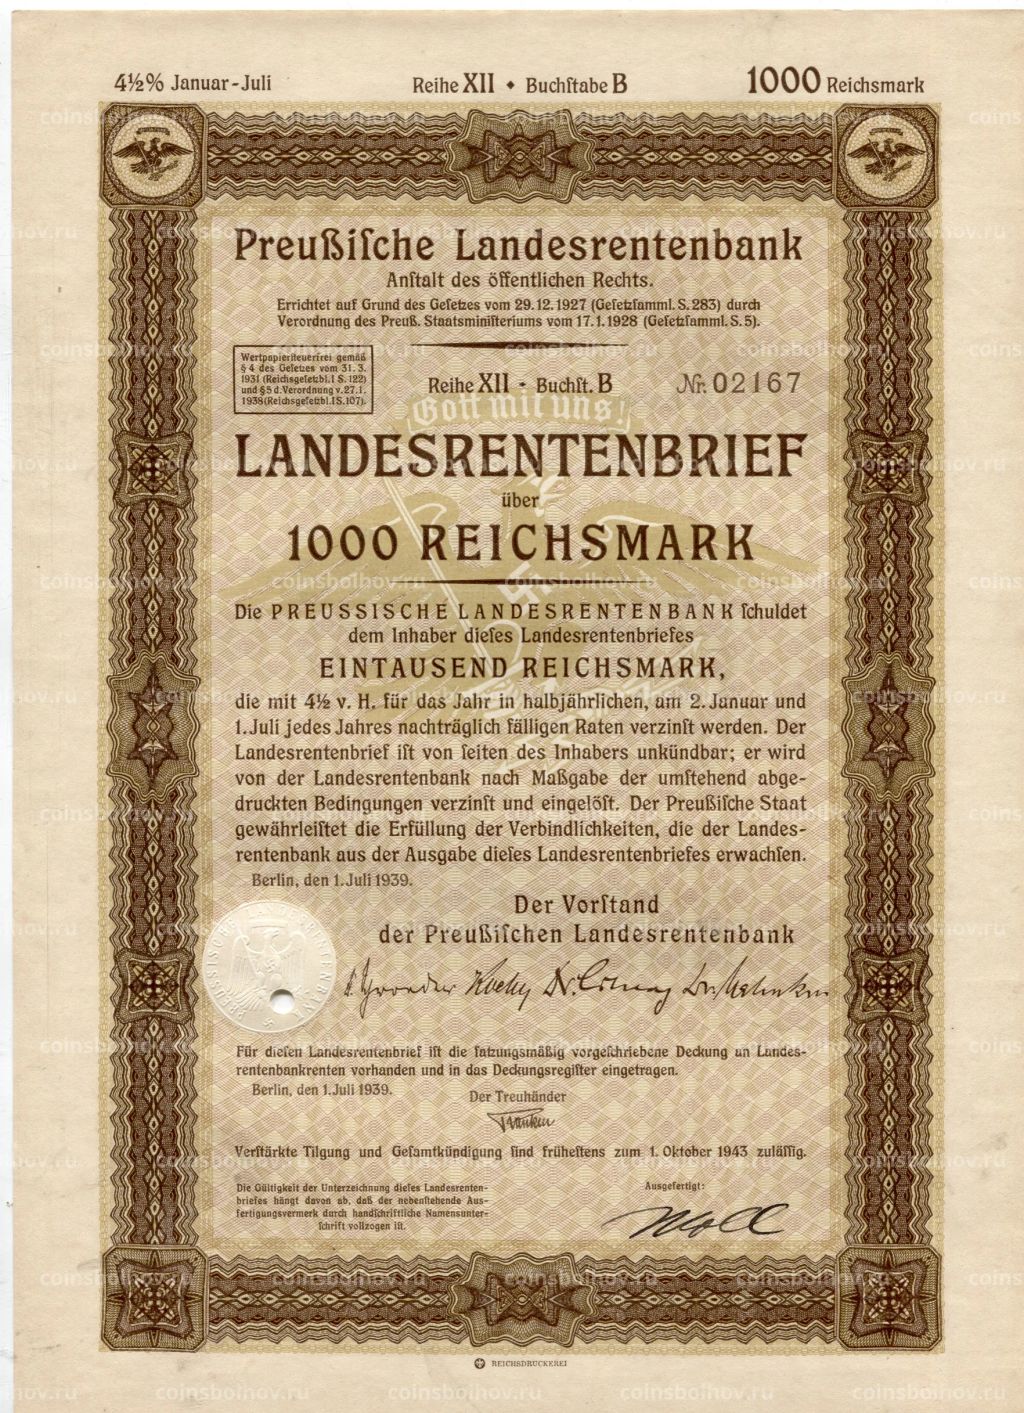 4½% Januar-Juli Reihe XII ⬥ Buchſtabe B 1000 Reichsmark
Preußiſche Landesrentenbank
Anſtalt des öffentlichen Rechts.
Errichtet auf Grund des Geſetzes vom 29.12.1927 (Geſetzſamml. S. 283) durch
Verordnung des Preuß. Staatsminiſteriums vom 17.1.1928 (Geſetzſamml. S. 5).
Wertpapierſteuerfrei gemäß
§ 4 des Geſetzes vom 31. 3.
1931 (Reichsgeſetzbl. I S. 122)
und § 5 d. Verordnung v. 27. 1.
1938 (Reichsgeſetzbl. I S. 107).
Reihe XII - Buchſt. B Nr. 02167
Gott mit uns!
LANDESRENTENBRIEF
über
1000 REICHSMARK
Die PREUSSISCHE LANDESRENTENBANK ſchuldet
dem Inhaber dieſes Landesrentenbriefes
EINTAUSEND REICHSMARK,
die mit 4½ v. H. für das Jahr in halbjährlichen, am 2. Januar und
1. Juli jedes Jahres nachträglich fälligen Raten verzinſt werden. Der
Landesrentenbrief iſt von ſeiten des Inhabers unkündbar; er wird
von der Landesrentenbank nach Maßgabe der umſtehend abge-
druckten Bedingungen verzinſt und eingelöſt. Der Preußiſche Staat
gewährleiſtet die Erfüllung der Verbindlichkeiten, die der Landes-
rentenbank aus der Ausgabe dieſes Landesrentenbriefes erwachſen.
Berlin, den 1. Juli 1939.
Der Vorſtand
der Preußiſchen Landesrentenbank
PREUSSISCHE LANDESRENTENBANK
Für dieſen Landesrentenbrief iſt die ſatzungsmäßig vorgeſchriebene Deckung an Landes-
rentenbankrenten vorhanden und in das Deckungsregiſter eingetragen.
Berlin, den 1. Juli 1939.
Der Treuhänder
Verſtärkte Tilgung und Geſamtkündigung ſind früheſtens zum 1. Oktober 1943 zuläſſig.
Die Gültigkeit der Unterzeichnung dieſes Landesrenten-
briefes hängt davon ab, daß der nebenſtehende Aus-
fertigungsvermerk durch handſchriftliche Namensunter-
ſchrift vollzogen iſt.
Ausgefertigt:
REICHSDRUCKEREI
coinsbolhov.ru